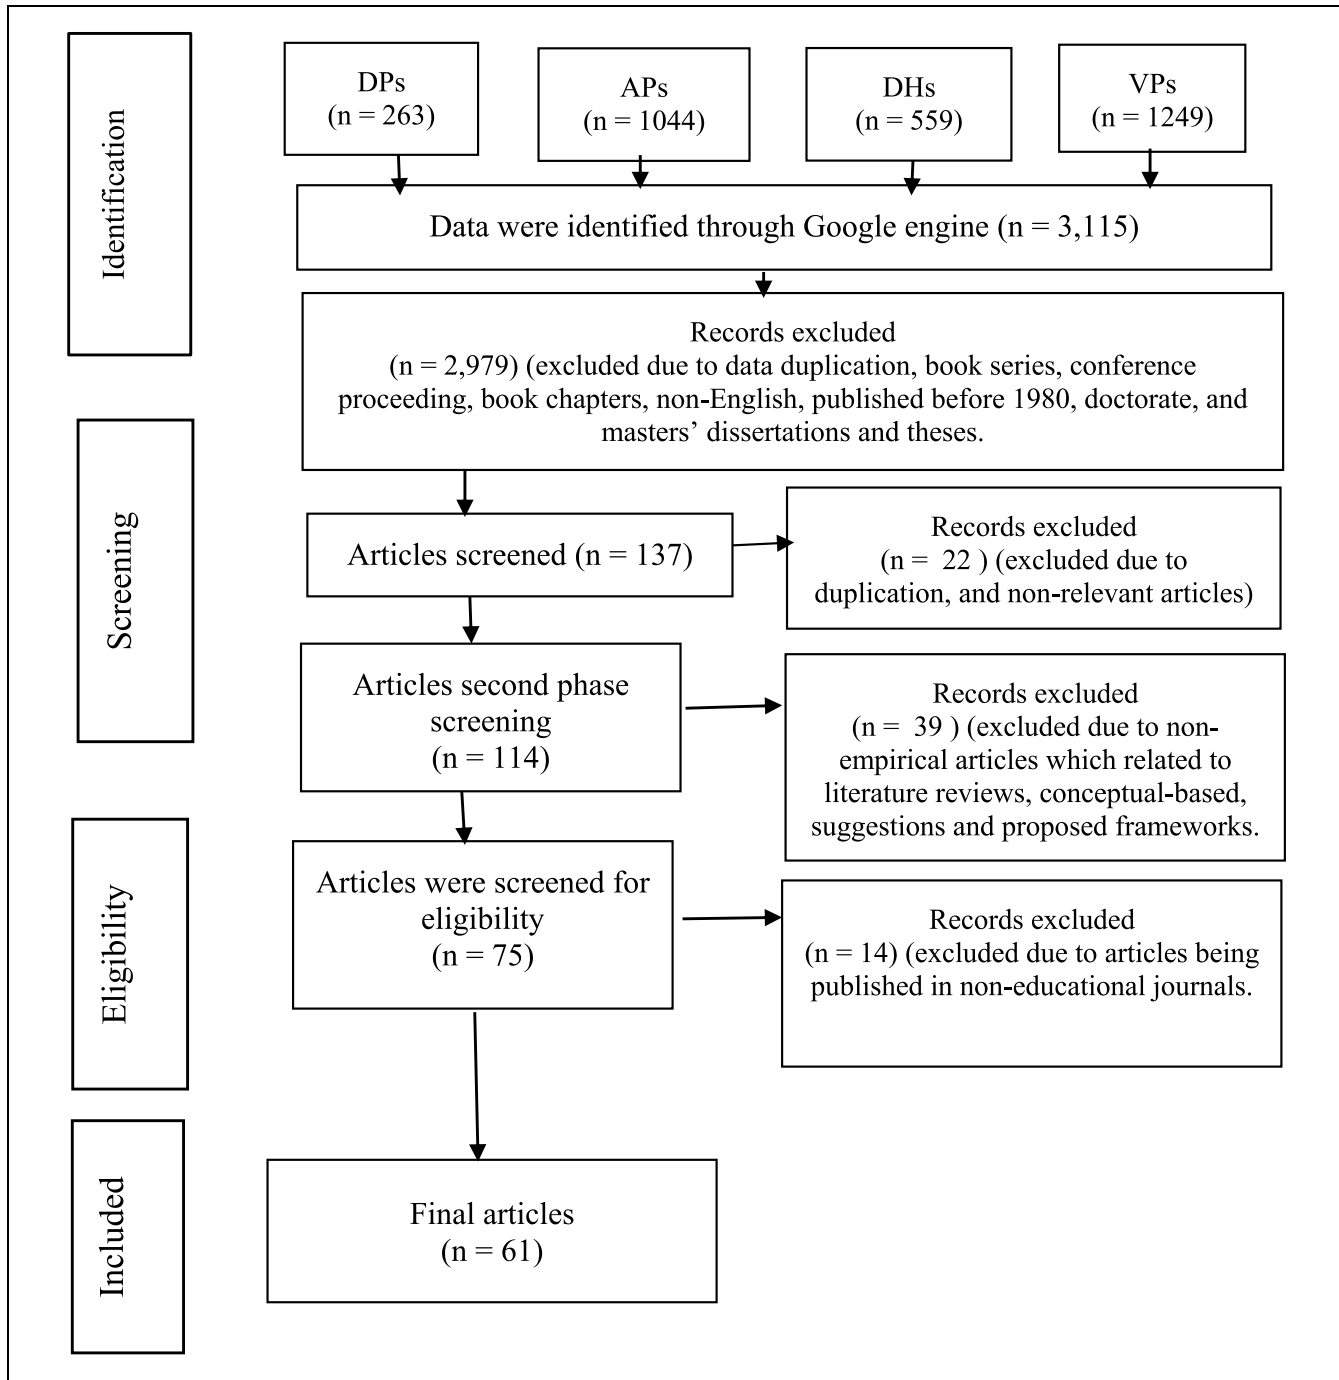 Identification
DPs
(n = 263)
APs
(n = 1044)
DHs
(n = 559)
VPs
(n = 1249)
Data were identified through Google engine (n = 3,115)
Records excluded
(n = 2,979) (excluded due to data duplication, book series, conference
proceeding, book chapters, non-English, published before 1980, doctorate, and
masters’ dissertations and theses.
Screening
Articles screened (n = 137)
Records excluded
(n =  22 ) (excluded due to
duplication, and non-relevant articles)
Articles second phase
screening
(n = 114)
Records excluded
(n =  39 ) (excluded due to non-
empirical articles which related to
literature reviews, conceptual-based,
suggestions and proposed frameworks.
Eligibility
Articles were screened for
eligibility
(n = 75)
Records excluded
(n = 14) (excluded due to articles being
published in non-educational journals.
Included
Final articles
(n = 61)